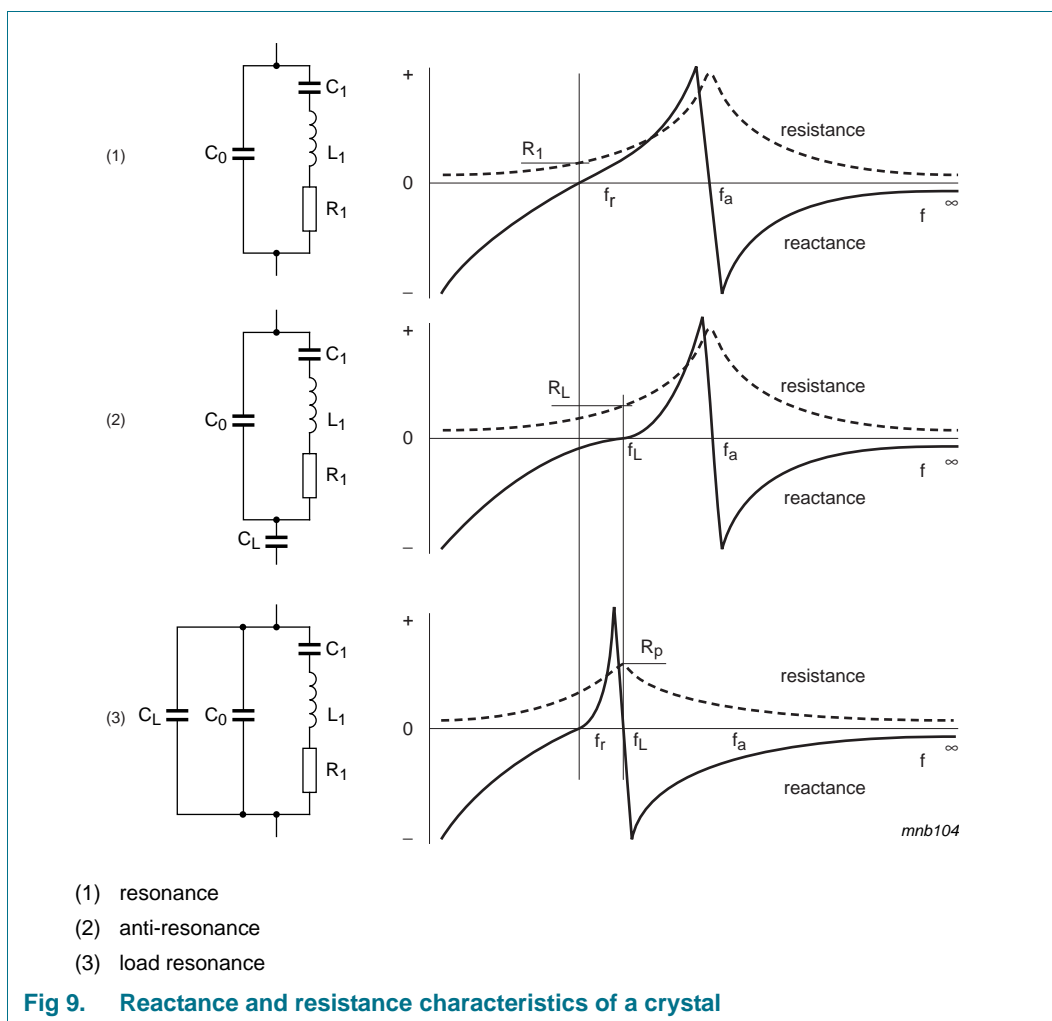 (1)
C0
C1
L1
R1
+
0
–
R1
fr
fa
resistance
reactance
f
∞
(2)
C0
C1
L1
R1
CL
+
0
–
RL
fL
fa
resistance
reactance
f
∞
(3)
CL
C0
C1
L1
R1
+
0
–
Rp
fr
fL
fa
resistance
reactance
f
∞
mnb104
(1) resonance
(2) anti-resonance
(3) load resonance
Fig 9. Reactance and resistance characteristics of a crystal